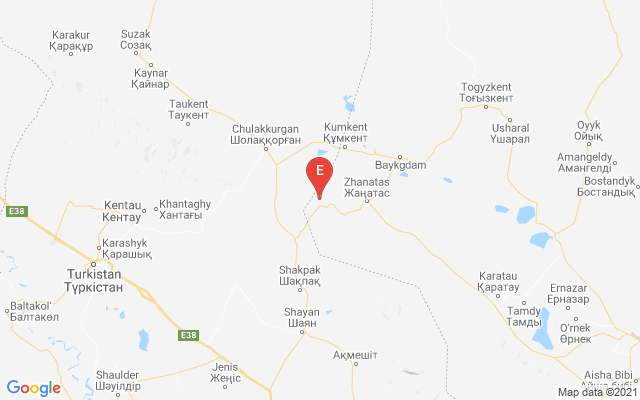 Karakur
Қарақұр
Suzak
Созақ
Kaynar
Қайнар
Taukent
Таукент
Chulakkurgan
Шолаққорған
Kumkent
Құмкент
Baykgdam
Togyzkent
Тоғызкент
Usharal
Үшарал
Oyyk
Ойық
Amangeldy
Амангелді
Bostandyk
Бостандық
E
Zhanatas
Жаңатас
Kentau
Кентау
Khantaghy
Хантағы
E38
Karashyk
Қарашық
Turkistan
Түркістан
Shakpak
Шақпақ
Karatau
Қаратау
Ernazar
Ерназар
Tamdy
Тамды
O'rnek
Өрнек
Baltakol'
Балтакөл
Shayan
Шаян
E38
Ақмешіт
Jenis
Жеңіс
Shaulder
Шәуілдір
Aisha Bibi
Айша бибі
Google
Map data ©2021